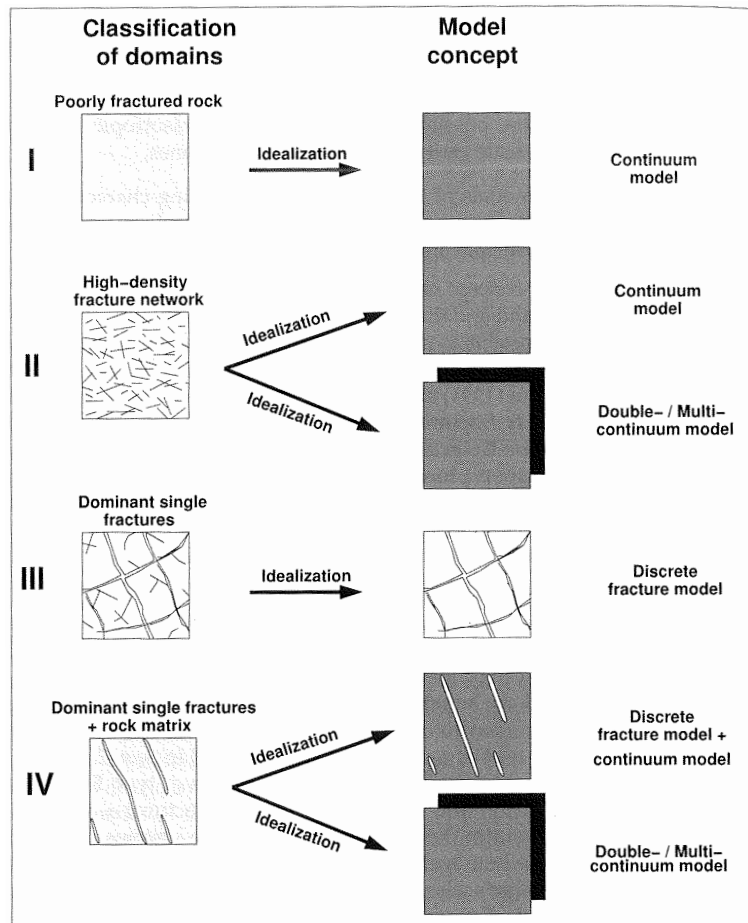 Classification
of domains
Model
concept
Poorly fractured rock
I
Idealization
Continuum
model
High-density
fracture network
II
Idealization
Idealization
Continuum
model
Double- / Multi-
continuum model
Dominant single
fractures
III
Idealization
Discrete
fracture model
Dominant single fractures
+ rock matrix
IV
Idealization
Idealization
Discrete
fracture model +
continuum model
Double- / Multi-
continuum model